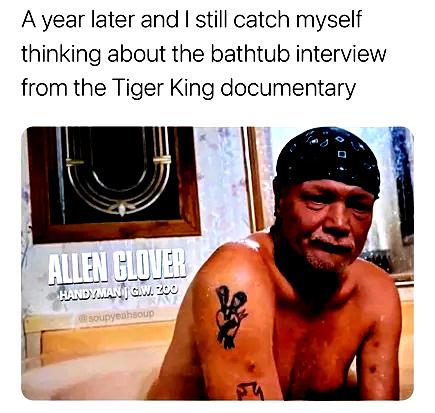 A year later and I still catch myself
thinking about the bathtub interview
from the Tiger King documentary
ALLEN GLOVER
HANDYMAN | G.W. ZOO
@soupyeahsoup